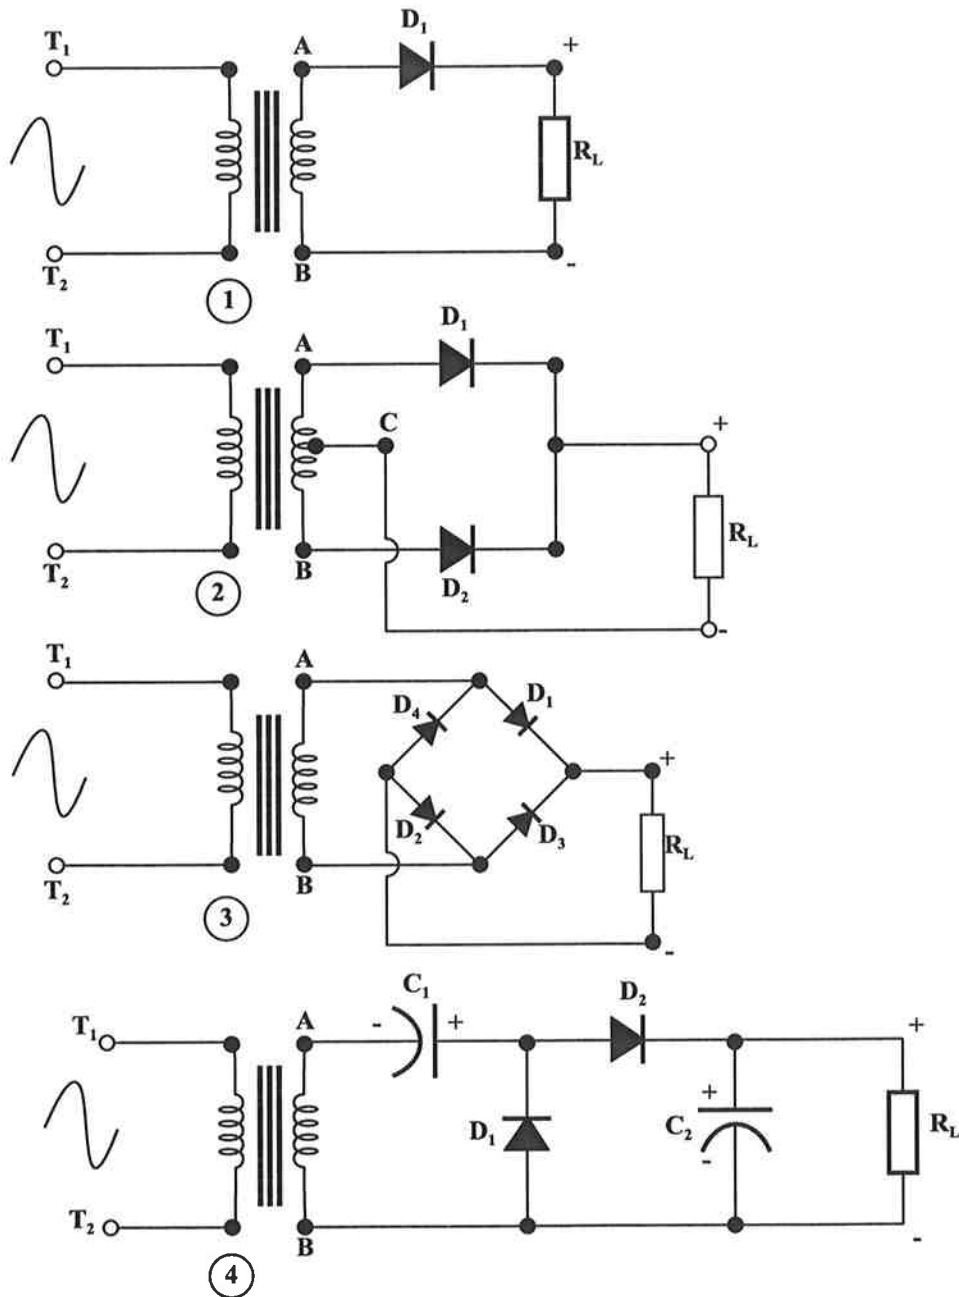 T1 A D1 +
RL
T2 B -
1
T1 A D1
C +
RL
T2 B D2 -
2
T1 A
D4 D1
+
D2 D3 RL
T2 B
3 -
C1 D2
T1 A - + +
D1 C2 + RL
-
T2 B -
4